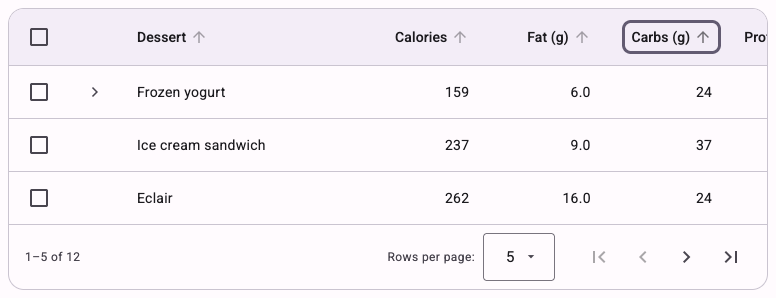 Dessert Calories Fat (g) Carbs (g)
Frozen yogurt 159 6.0 24
Ice cream sandwich 237 9.0 37
Eclair 262 16.0 24
1–5 of 12 Rows per page: 5